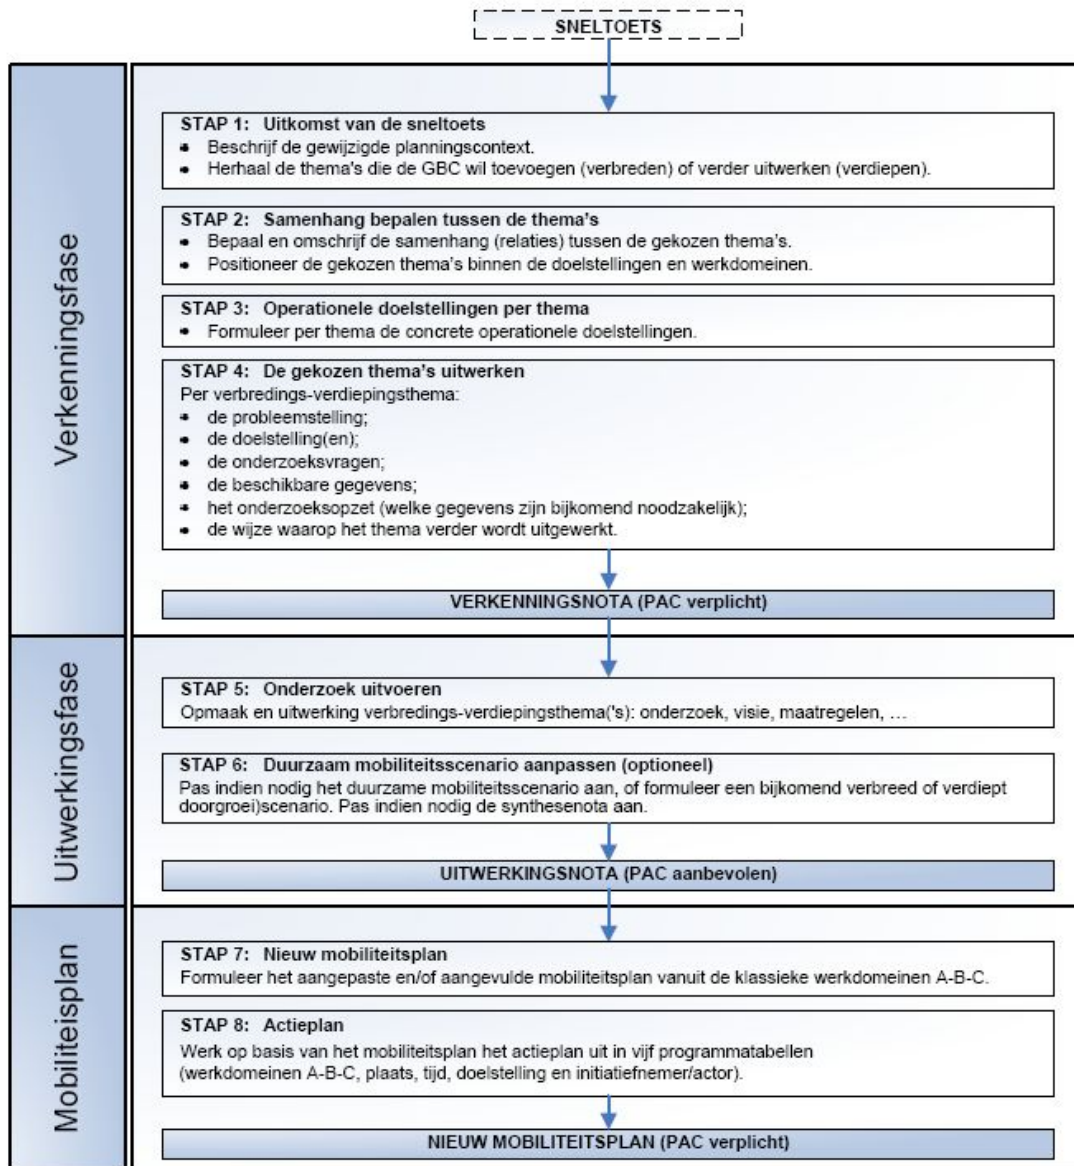 SNELTOETS
Verkenningsfase
STAP 1: Uitkomst van de sneltoets
• Beschrijf de gewijzigde planningscontext.
• Herhaal de thema's die de GBC wil toevoegen (verbreden) of verder uitwerken (verdiepen).
STAP 2: Samenhang bepalen tussen de thema's
• Bepaal en omschrijf de samenhang (relaties) tussen de gekozen thema's.
• Positioneer de gekozen thema's binnen de doelstellingen en werkdomeinen.
STAP 3: Operationele doelstellingen per thema
• Formuleer per thema de concrete operationele doelstellingen.
STAP 4: De gekozen thema's uitwerken
Per verbredings-verdiepingsthema:
• de probleemstelling;
• de doelstelling(en);
• de onderzoeksvragen;
• de beschikbare gegevens;
• het onderzoeksopzet (welke gegevens zijn bijkomend noodzakelijk);
• de wijze waarop het thema verder wordt uitgewerkt.
VERKENNINGSNOTA (PAC verplicht)
Uitwerkingsfase
STAP 5: Onderzoek uitvoeren
Opmaak en uitwerking verbredings-verdiepingsthema('s): onderzoek, visie, maatregelen, …
STAP 6: Duurzaam mobiliteitsscenario aanpassen (optioneel)
Pas indien nodig het duurzame mobiliteitsscenario aan, of formuleer een bijkomend verbreed of verdiept
doorgroei)scenario. Pas indien nodig de synthesenota aan.
UITWERKINGSNOTA (PAC aanbevolen)
Mobiliteisplan
STAP 7: Nieuw mobiliteitsplan
Formuleer het aangepaste en/of aangevulde mobiliteitsplan vanuit de klassieke werkdomeinen A-B-C.
STAP 8: Actieplan
Werk op basis van het mobiliteitsplan het actieplan uit in vijf programmatabellen
(werkdomeinen A-B-C, plaats, tijd, doelstelling en initiatiefnemer/actor).
NIEUW MOBILITEITSPLAN (PAC verplicht)